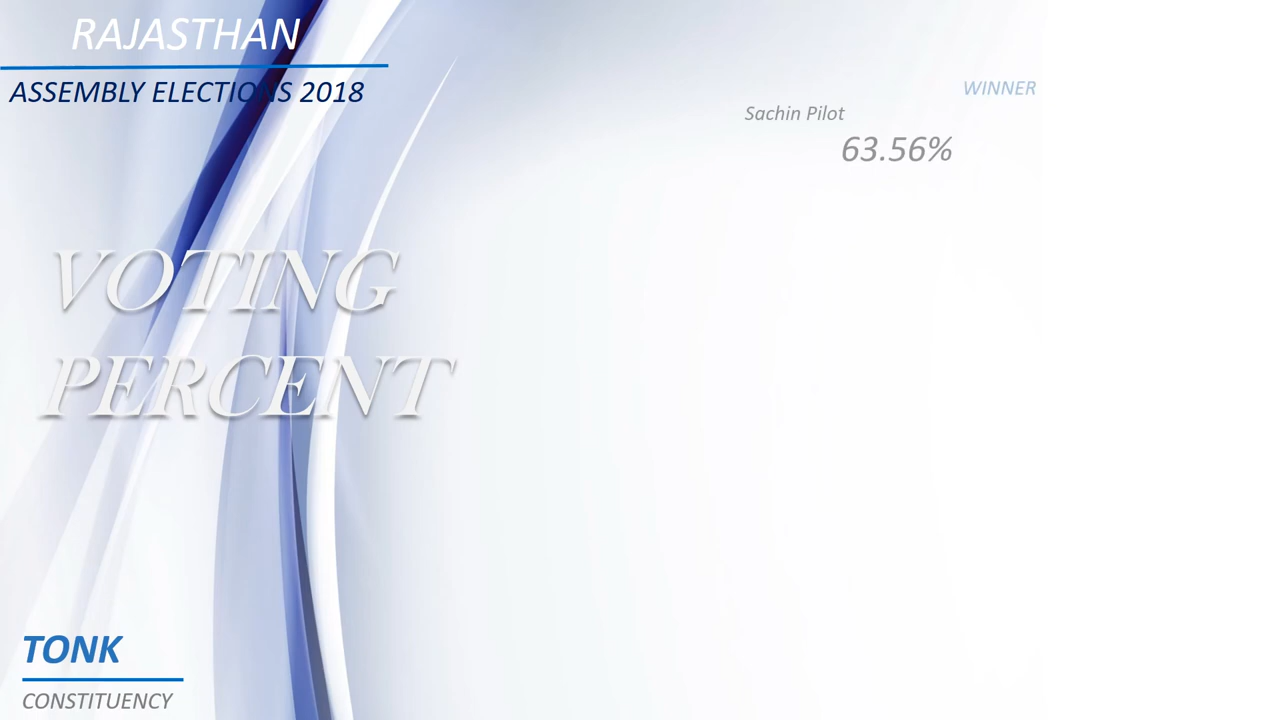 RAJASTHAN
ASSEMBLY ELECTIONS 2018
WINNER
Sachin Pilot
63.56%
VOTING
PERCENT
TONK
CONSTITUENCY